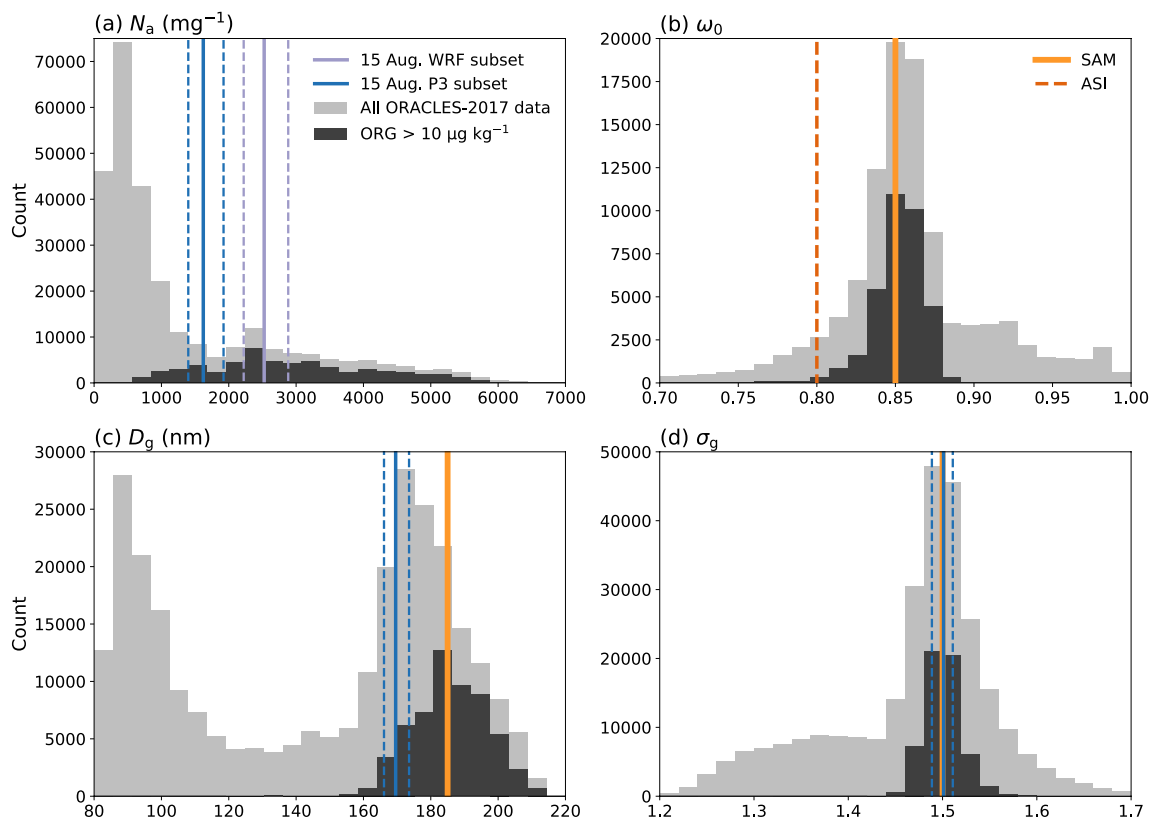 (a) Nₐ (mg⁻¹)
75000
70000
60000
50000
40000
30000
20000
10000
0
Count
0 1000 2000 3000 4000 5000 6000 7000
15 Aug. WRF subset
15 Aug. P3 subset
All ORACLES-2017 data
ORG > 10 μg kg⁻¹
(b) ω₀
20000
17500
15000
12500
10000
7500
5000
2500
0
0.70 0.75 0.80 0.85 0.90 0.95 1.00
SAM
ASI
(c) D_g (nm)
30000
25000
20000
15000
10000
5000
0
Count
80 100 120 140 160 180 200 220
(d) σ_g
50000
40000
30000
20000
10000
0
1.2 1.3 1.4 1.5 1.6 1.7